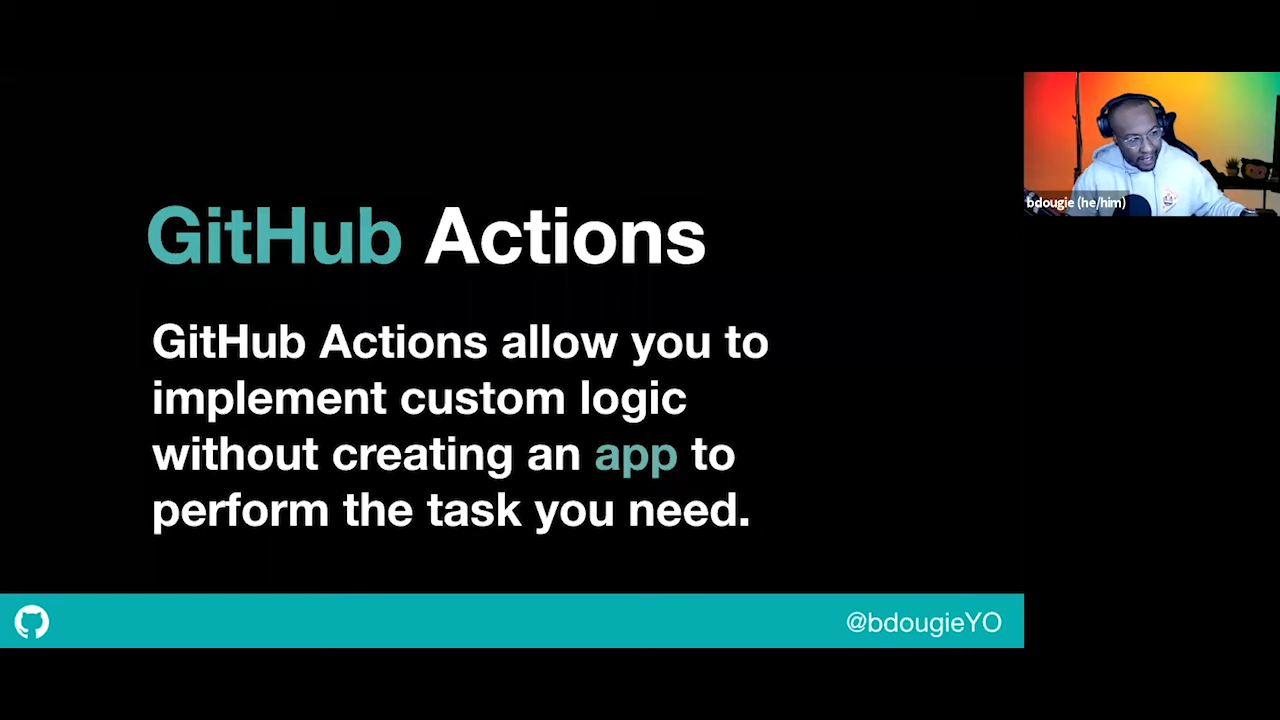 GitHub Actions
GitHub Actions allow you to
implement custom logic
without creating an app to
perform the task you need.
@bdougieYO
bdougie (he/him)